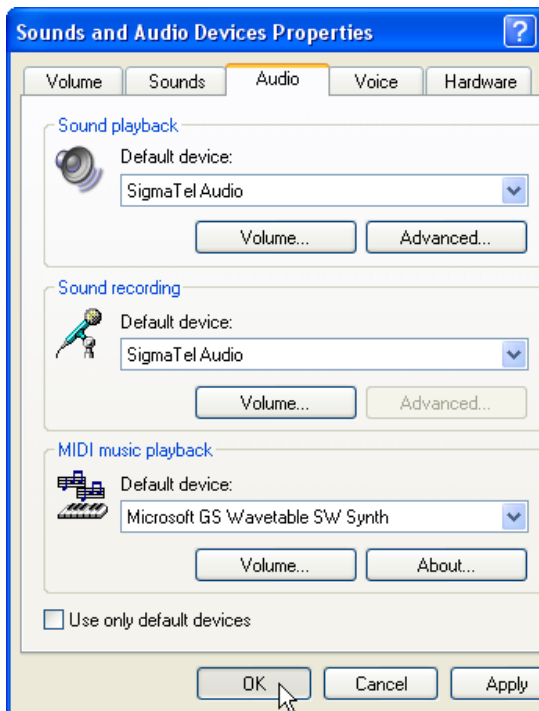 Sounds and Audio Devices Properties ?
Volume Sounds Audio Voice Hardware
Sound playback
Default device:
SigmaTel Audio
Volume... Advanced...
Sound recording
Default device:
SigmaTel Audio
Volume... Advanced...
MIDI music playback
Default device:
Microsoft GS Wavetable SW Synth
Volume... About...
Use only default devices
OK Cancel Apply